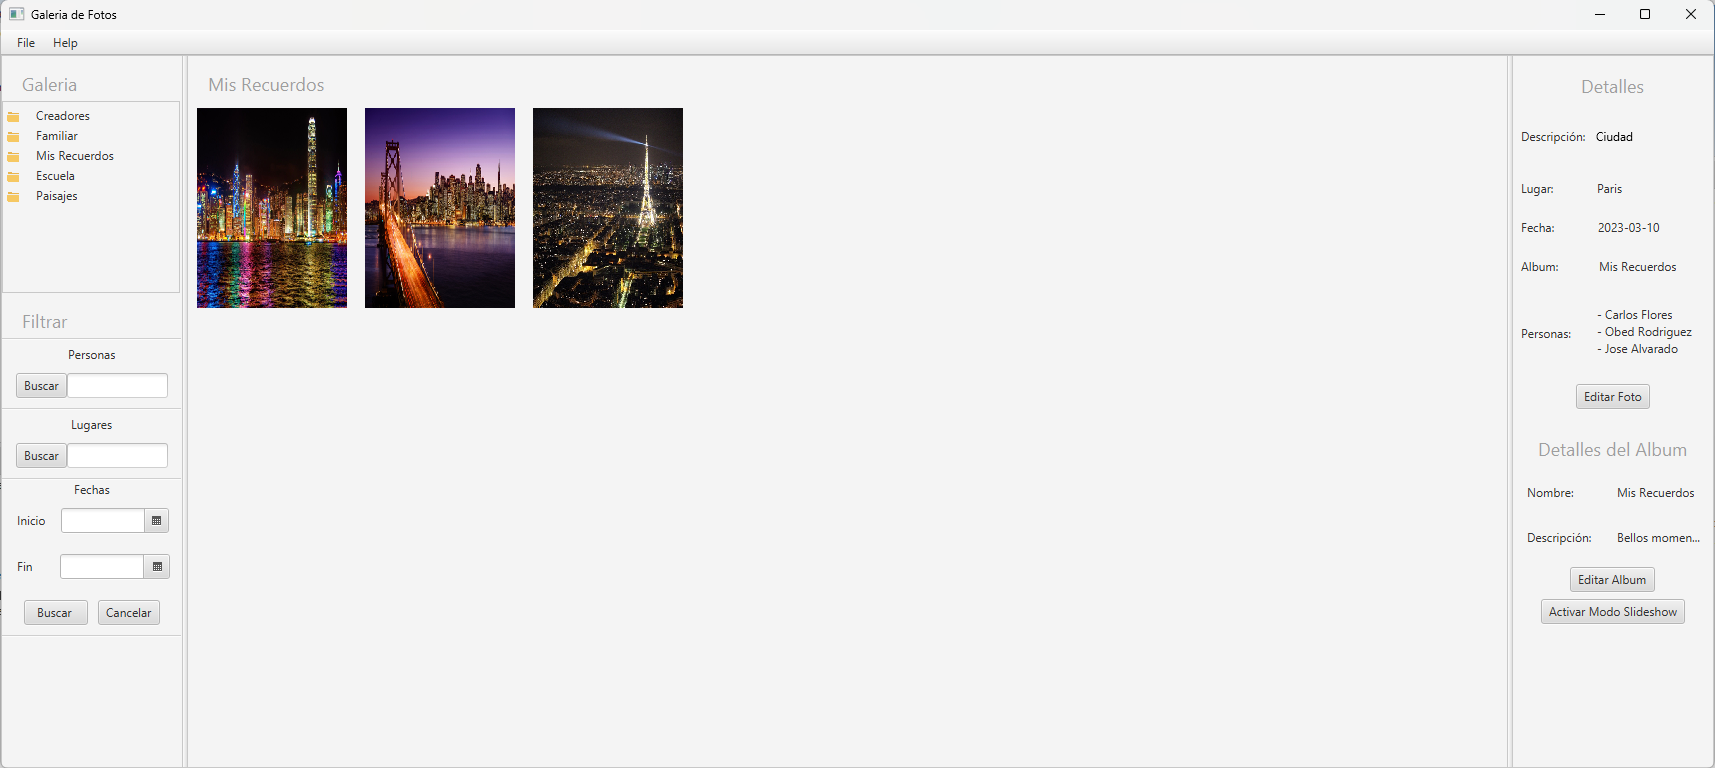 Galeria de Fotos
File Help
Galeria
Creadores
Familiar
Mis Recuerdos
Escuela
Paisajes
Filtrar
Personas
Buscar
Lugares
Buscar
Fechas
Inicio
Fin
Buscar Cancelar
Mis Recuerdos
Detalles
Descripción: Ciudad
Lugar: Paris
Fecha: 2023-03-10
Album: Mis Recuerdos
Personas:
- Carlos Flores
- Obed Rodriguez
- Jose Alvarado
Editar Foto
Detalles del Album
Nombre: Mis Recuerdos
Descripción: Bellos momen...
Editar Album
Activar Modo Slideshow